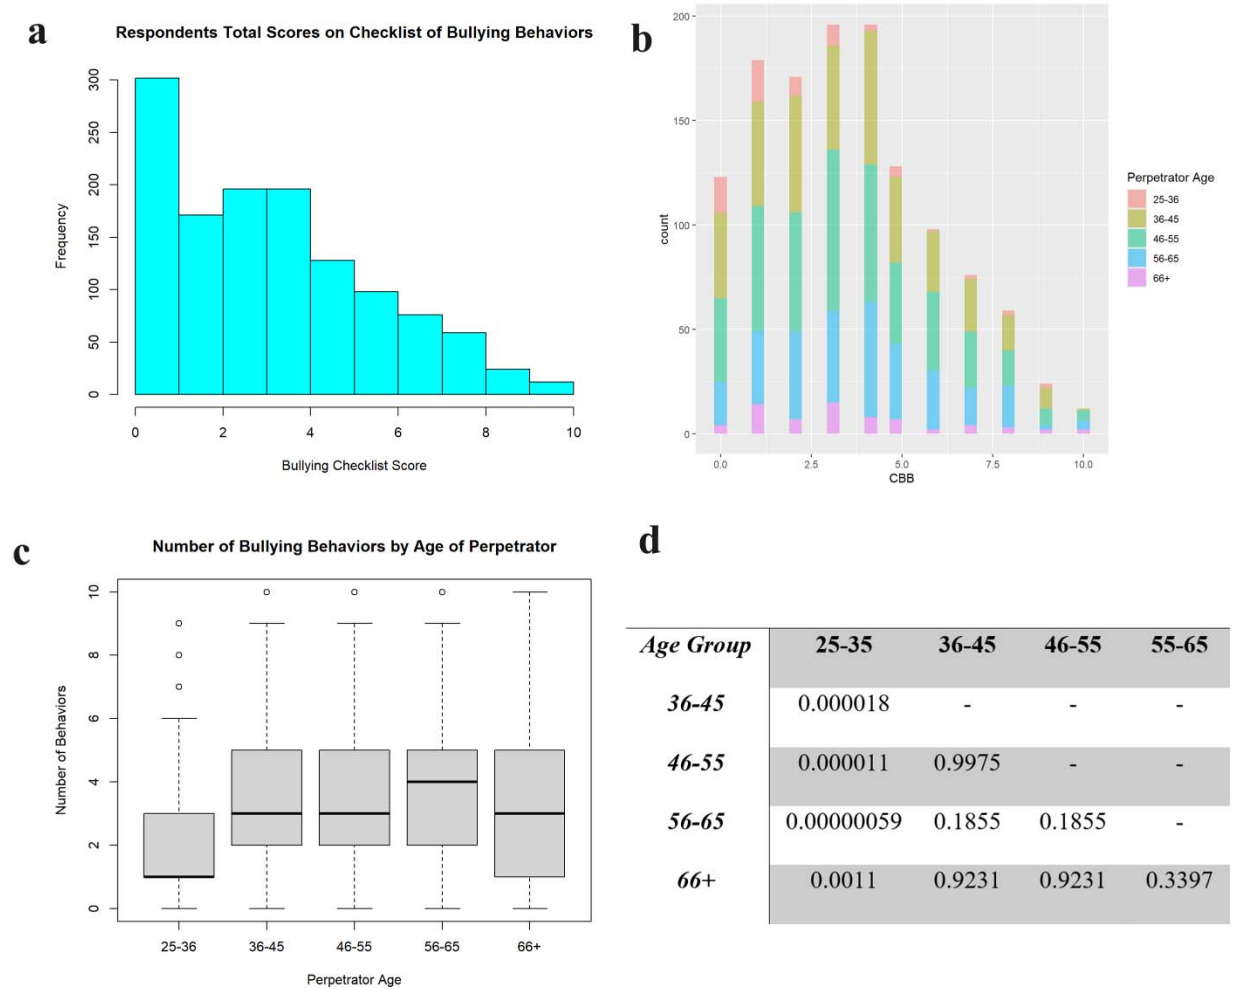 a
Respondents Total Scores on Checklist of Bullying Behaviors
Frequency
300
250
200
150
100
50
0
0 2 4 6 8 10
Bullying Checklist Score
b
count
200
150
100
50
0
0.0 2.5 5.0 7.5 10.0
CBB
Perpetrator Age
25-36
36-45
46-55
56-65
66+
c
Number of Bullying Behaviors by Age of Perpetrator
Number of Behaviors
10
8
6
4
2
0
25-36 36-45 46-55 56-65 66+
Perpetrator Age
d
Age Group 25-35 36-45 46-55 55-65
36-45 0.000018 - - -
46-55 0.000011 0.9975 - -
56-65 0.00000059 0.1855 0.1855 -
66+ 0.0011 0.9231 0.9231 0.3397